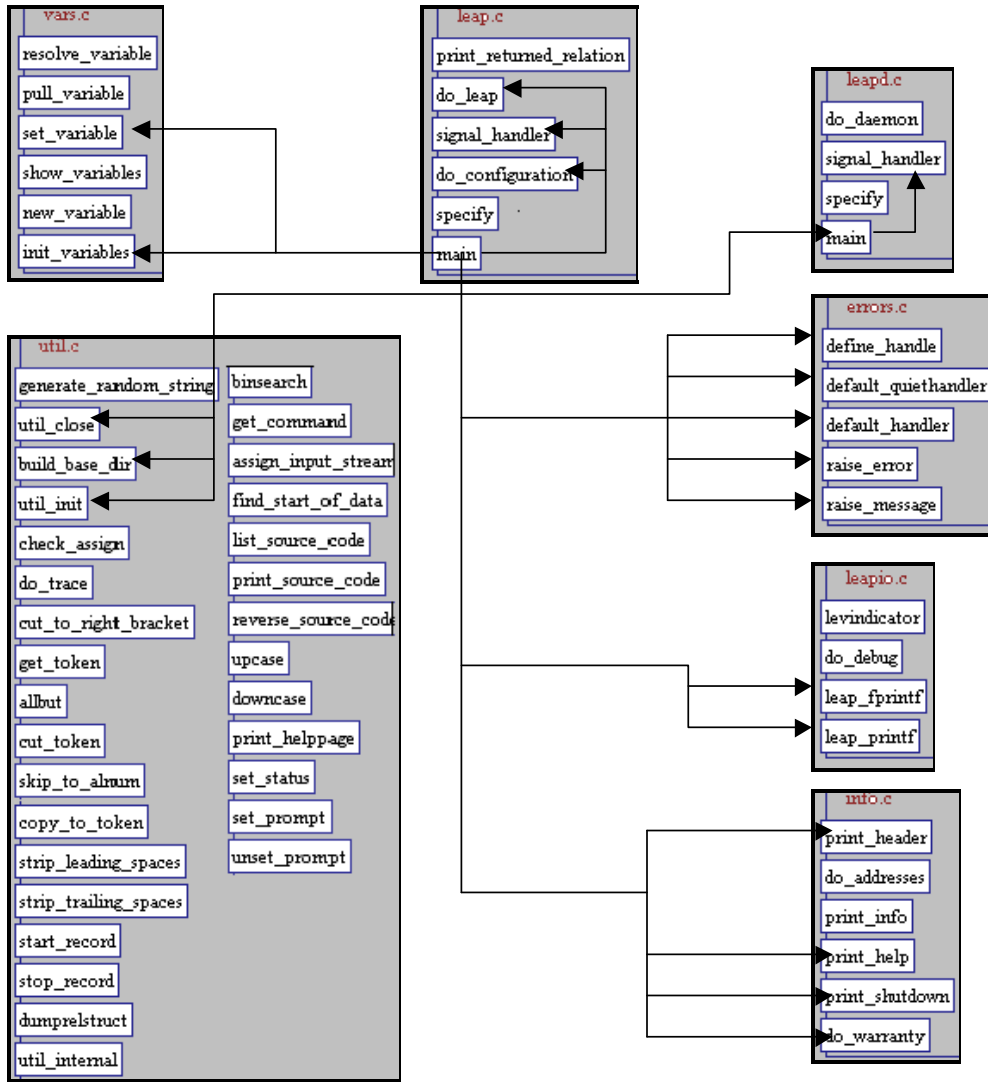 vars.c
resolve_variable
pull_variable
set_variable
show_variables
new_variable
init_variables
leap.c
print_returned_relation
do_leap
signal_handler
do_configuration
specify
main
leapd.c
do_daemon
signal_handler
specify
main
util.c
generate_random_string
util_close
build_base_dir
util_init
check_assign
do_trace
cut_to_right_bracket
get_token
allbut
cut_token
skip_to_alnum
copy_to_token
strip_leading_spaces
strip_trailing_spaces
start_record
stop_record
dumprelstruct
util_internal
binsearch
get_command
assign_input_stream
find_start_of_data
list_source_code
print_source_code
reverse_source_code
upcase
downcase
print_helppage
set_status
set_prompt
unset_prompt
errors.c
define_handle
default_quiethandler
default_handler
raise_error
raise_message
leapio.c
levindicator
do_debug
leap_fprintf
leap_printf
info.c
print_header
do_addresses
print_info
print_help
print_shutdown
do_warranty